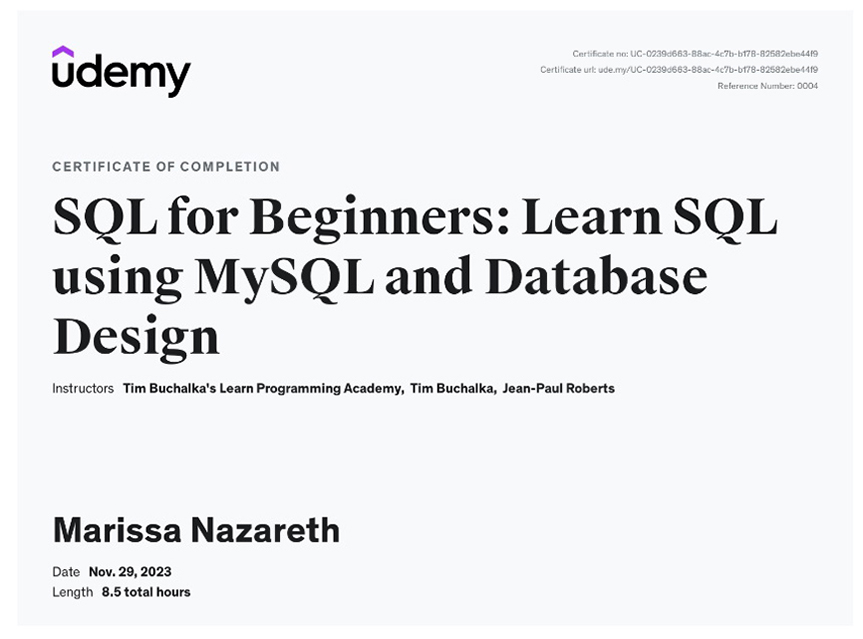 udemy
Certificate no: UC-0239d663-88ac-4c7b-b178-82582ebe44f9
Certificate url: ude.my/UC-0239d663-88ac-4c7b-b178-82582ebe44f9
Reference Number: 0004
CERTIFICATE OF COMPLETION
SQL for Beginners: Learn SQL
using MySQL and Database
Design
Instructors Tim Buchalka's Learn Programming Academy, Tim Buchalka, Jean-Paul Roberts
Marissa Nazareth
Date Nov. 29, 2023
Length 8.5 total hours